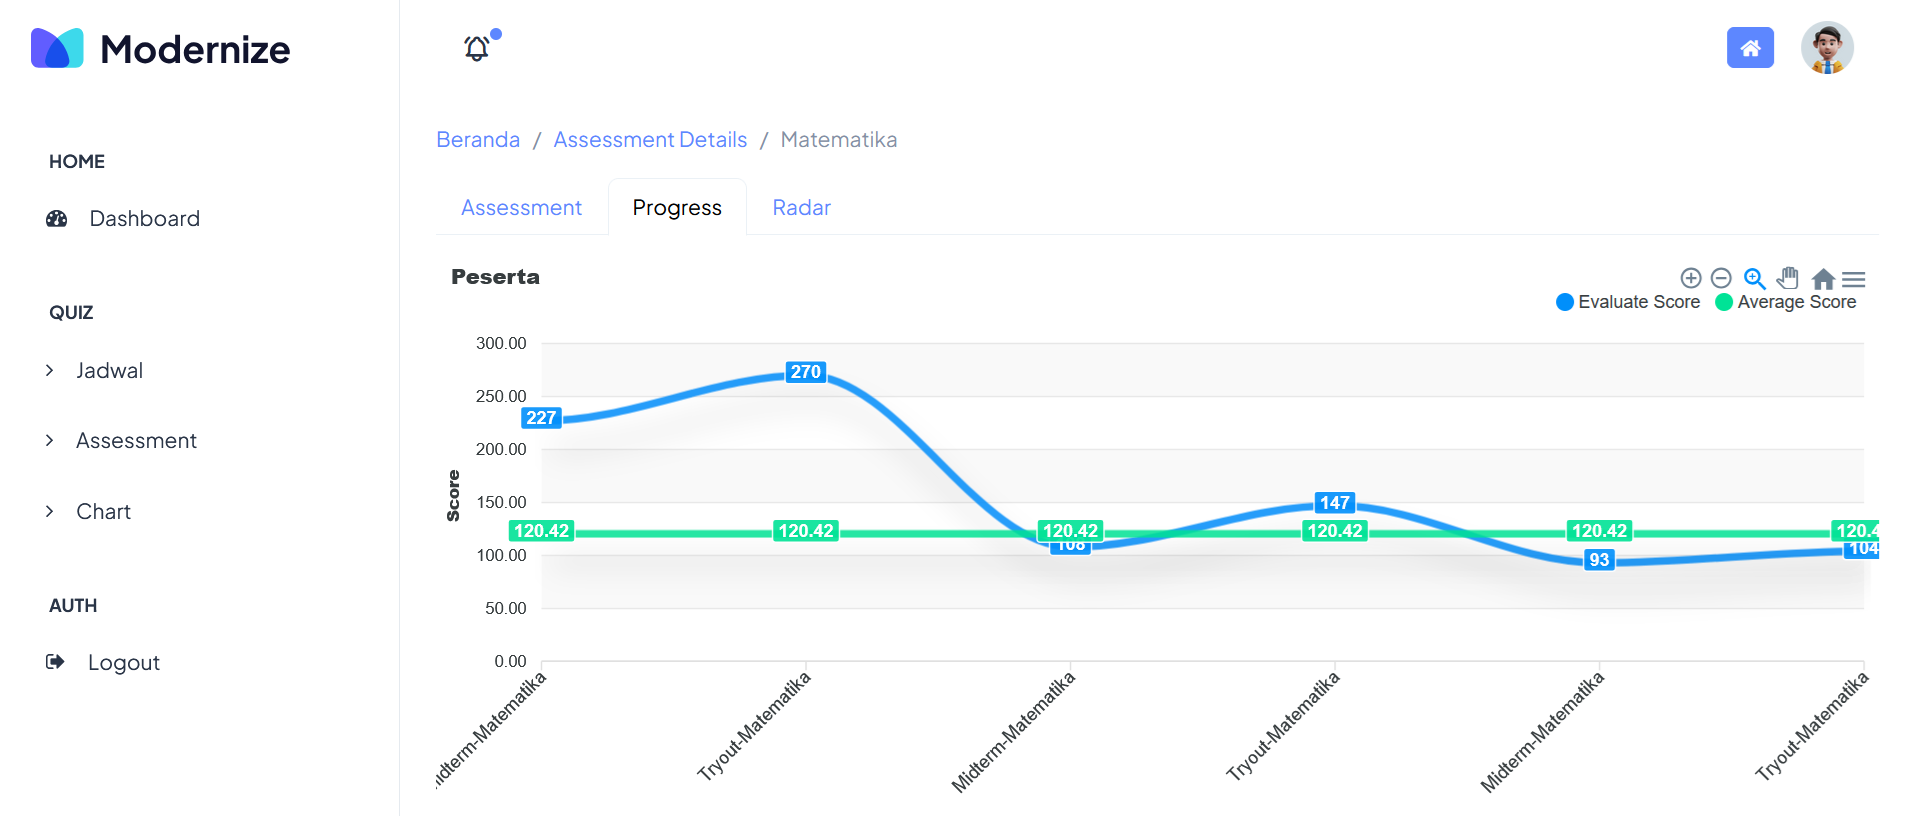 Modernize
HOME
Dashboard
QUIZ
Jadwal
Assessment
Chart
AUTH
Logout
Beranda / Assessment Details / Matematika
Assessment Progress Radar
Peserta
Evaluate Score Average Score
Score
300.00
250.00
200.00
150.00
100.00
50.00
0.00
227
270
108
147
93
104
120.42
120.42
120.42
120.42
120.42
120.4
idterm-Matematika
Tryout-Matematika
Midterm-Matematika
Tryout-Matematika
Midterm-Matematika
Tryout-Matematika